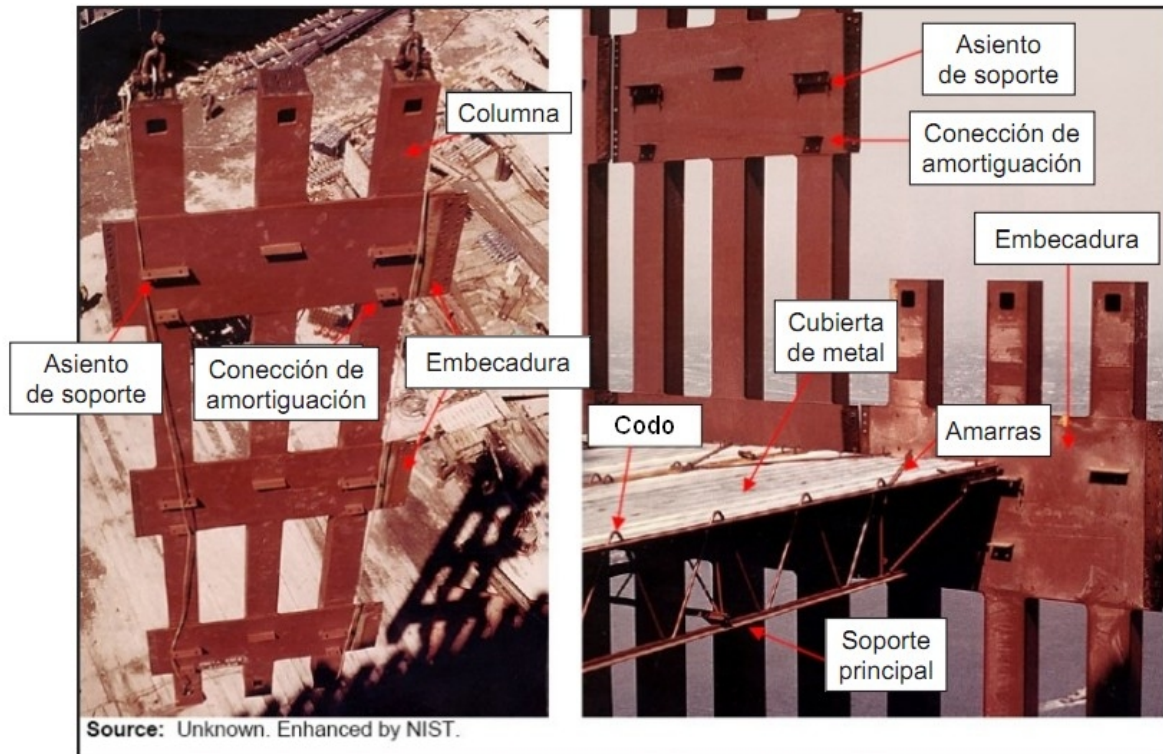 Columna
Asiento
de soporte
Conección de
amortiguación
Embecadura
Asiento
de soporte
Conección de
amortiguación
Embecadura
Cubierta
de metal
Codo
Amarras
Soporte
principal
Source: Unknown. Enhanced by NIST.